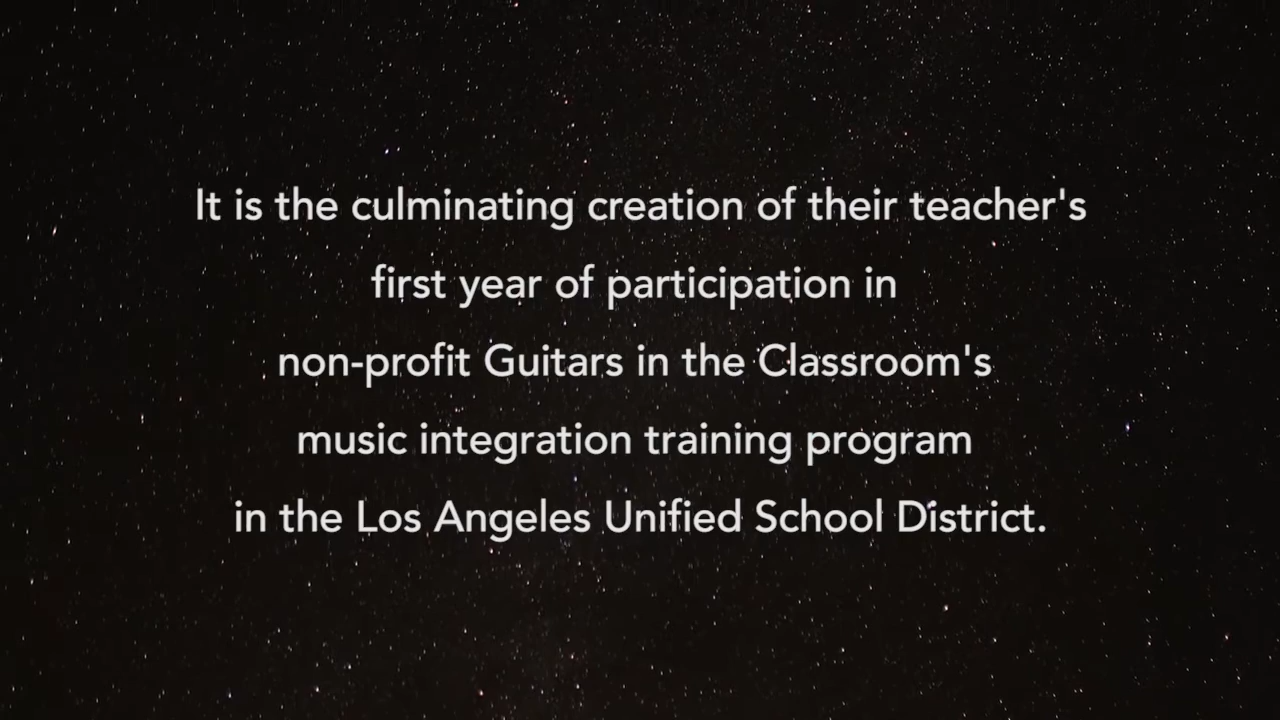 It is the culminating creation of their teacher's
first year of participation in
non-profit Guitars in the Classroom's
music integration training program
in the Los Angeles Unified School District.